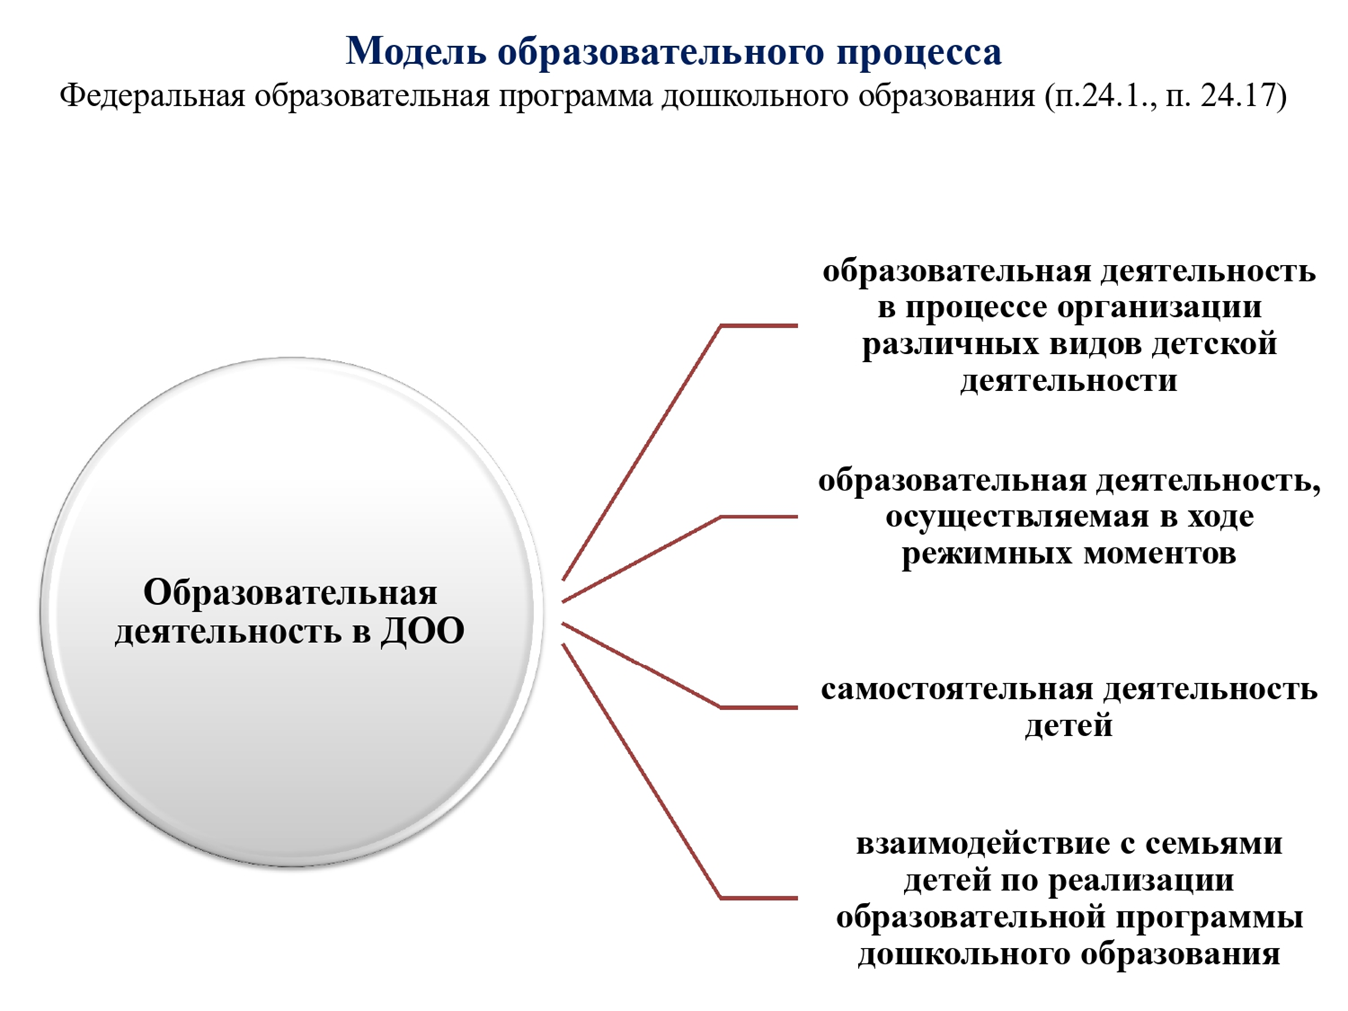 Модель образовательного процесса
Федеральная образовательная программа дошкольного образования (п.24.1., п. 24.17)
образовательная деятельность
в процессе организации
различных видов детской
деятельности
образовательная деятельность,
осуществляемая в ходе
режимных моментов
Образовательная
деятельность в ДОО
самостоятельная деятельность
детей
взаимодействие с семьями
детей по реализации
образовательной программы
дошкольного образования